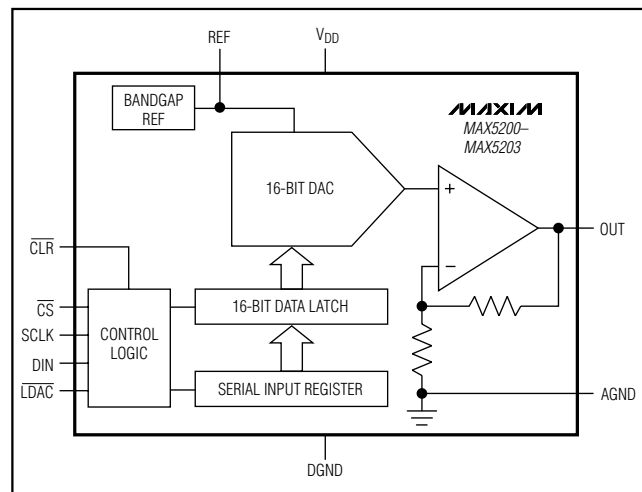 REF
VDD
BANDGAP
REF
MAXIM
MAX5200–
MAX5203
16-BIT DAC
+
OUT
CLR
−
CS
16-BIT DATA LATCH
SCLK
CONTROL
LOGIC
DIN
LDAC
SERIAL INPUT REGISTER
AGND
DGND